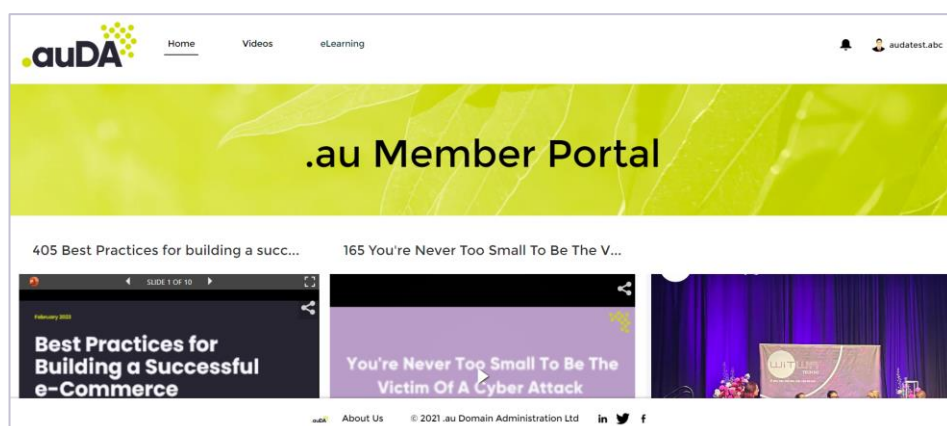 .auDA
Home Videos eLearning
audatest.abc
.au Member Portal
405 Best Practices for building a succ...
165 You're Never Too Small To Be The V...
SLIDE 1 OF 10
February 2023
Best Practices for
Building a Successful
e-Commerce
You're Never Too Small To Be The
Victim Of A Cyber Attack
WiTWA
.auDA About Us © 2021 .au Domain Administration Ltd in f